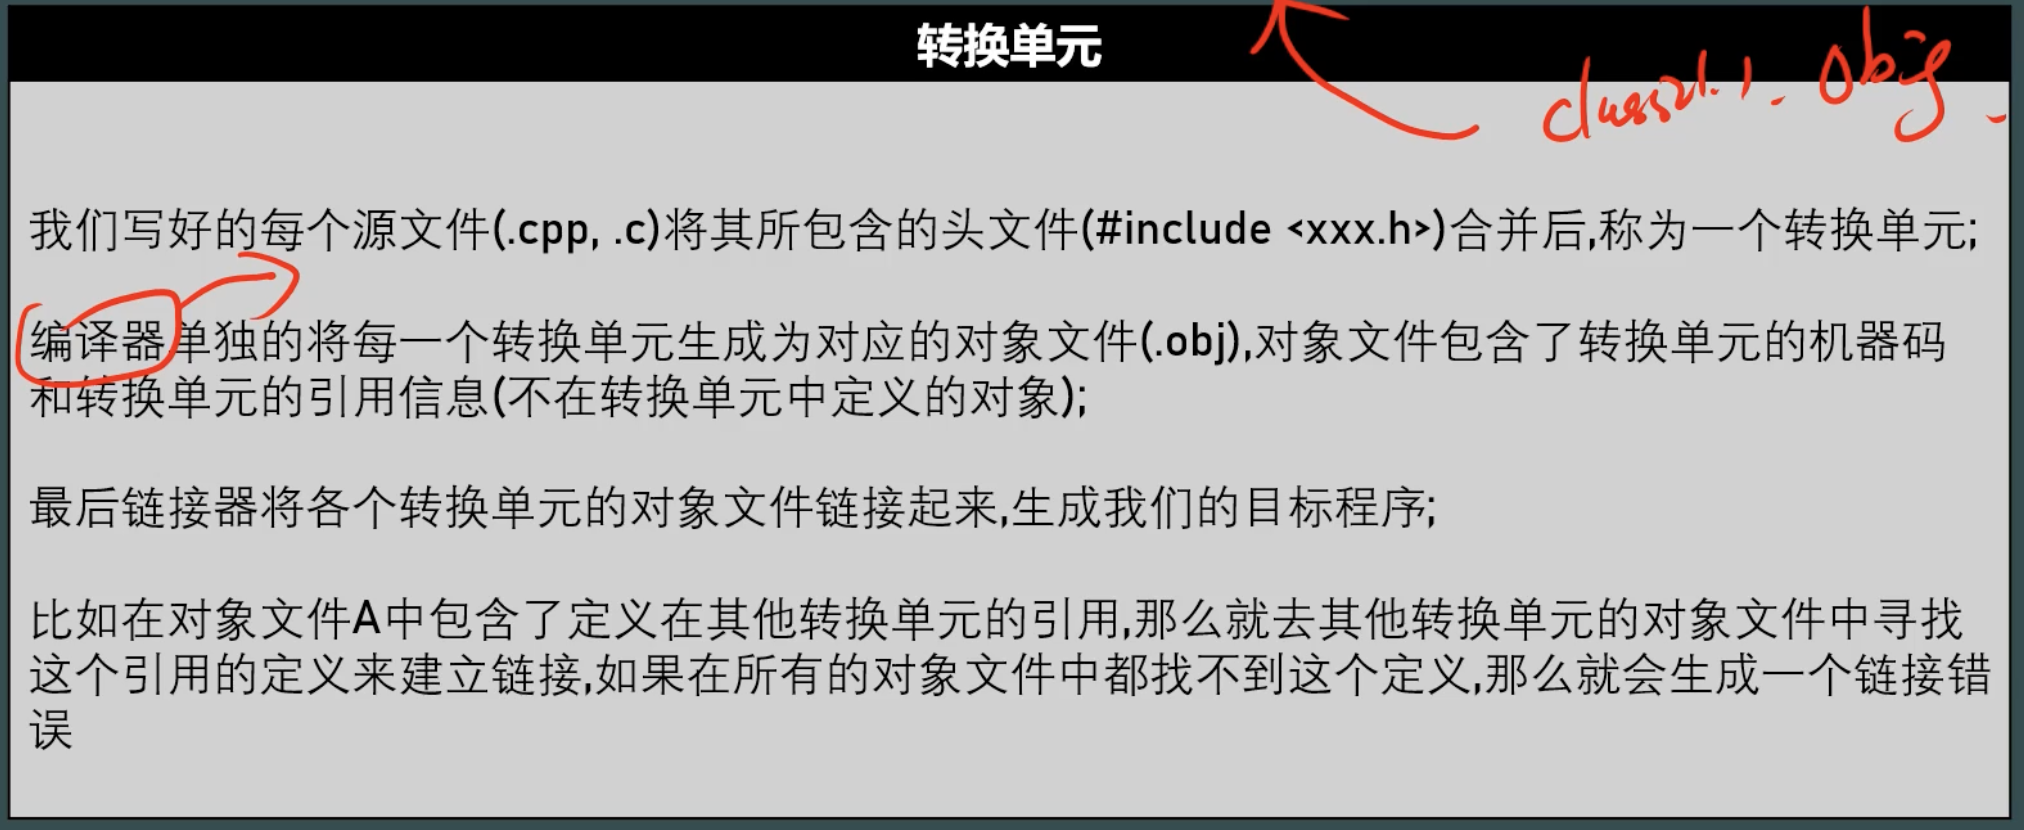 转换单元
class21.1.obj
我们写好的每个源文件(.cpp, .c)将其所包含的头文件(#include <xxx.h>)合并后,称为一个转换单元;
编译器单独的将每一个转换单元生成为对应的对象文件(.obj),对象文件包含了转换单元的机器码
和转换单元的引用信息(不在转换单元中定义的对象);
最后链接器将各个转换单元的对象文件链接起来,生成我们的目标程序;
比如在对象文件A中包含了定义在其他转换单元的引用,那么就去其他转换单元的对象文件中寻找
这个引用的定义来建立链接,如果在所有的对象文件中都找不到这个定义,那么就会生成一个链接错
误